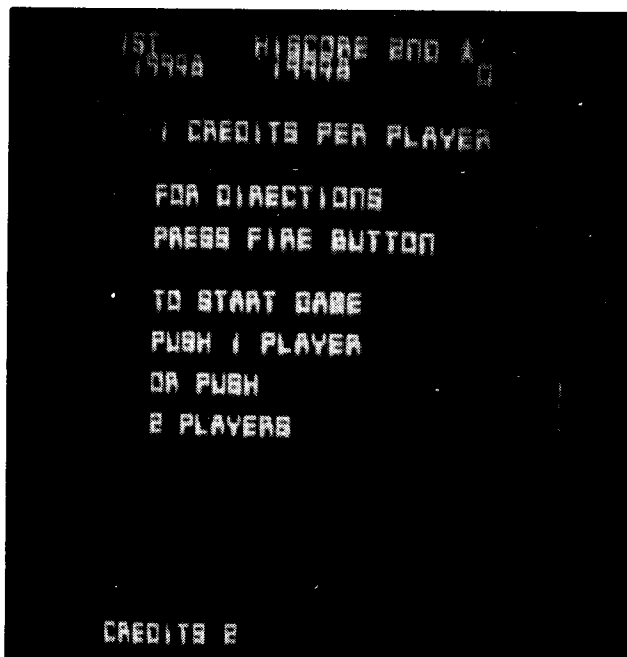 1ST HISCORE 2ND
19998 19998 0
1 CREDITS PER PLAYER
FOR DIRECTIONS
PRESS FIRE BUTTON
TO START GAME
PUSH 1 PLAYER
OR PUSH
2 PLAYERS
CREDITS 2